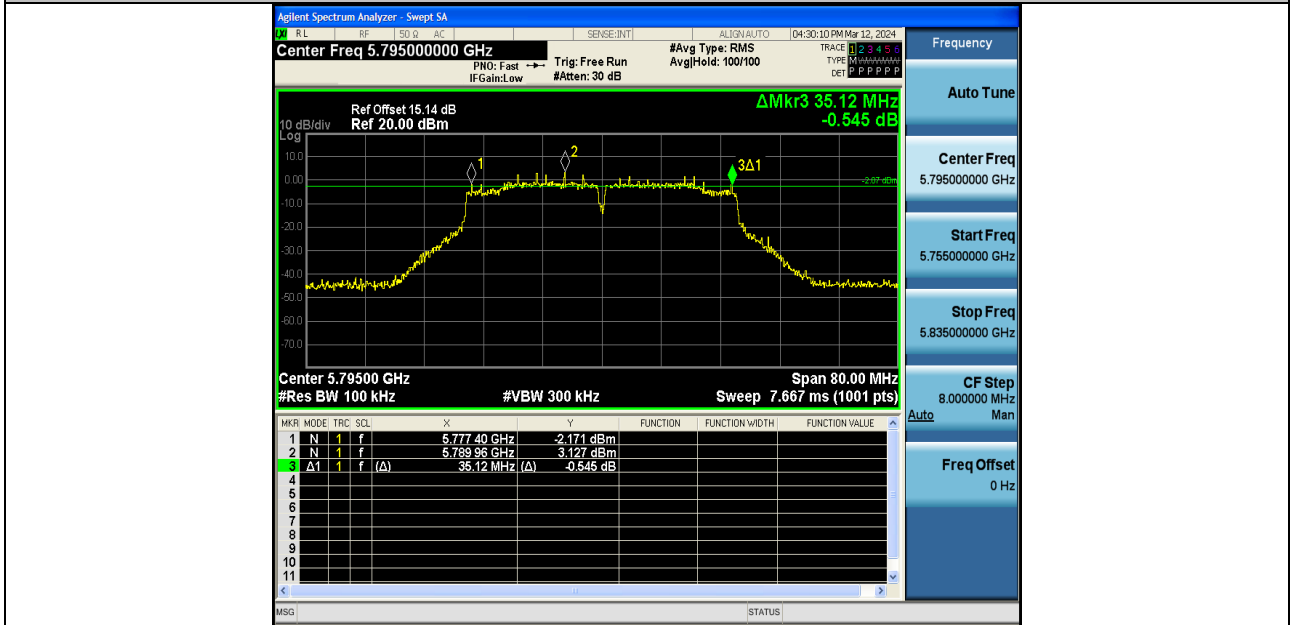 Agilent Spectrum Analyzer - Swept SA
LXI RL RF 50 Ω AC SENSE:INT ALIGN AUTO 04:30:10 PM Mar 12, 2024
Center Freq 5.795000000 GHz
PNO: Fast
IFGain:Low
Trig: Free Run
#Atten: 30 dB
#Avg Type: RMS
Avg|Hold: 100/100
TRACE 1 2 3 4 5 6
TYPE M
DET P P P P P P
ΔMkr3 35.12 MHz
-0.545 dB
Ref Offset 15.14 dB
10 dB/div Ref 20.00 dBm
Log
10.0
0.00
-10.0
-20.0
-30.0
-40.0
-50.0
-60.0
-70.0
1
2
3Δ1
-2.87 dBm
Center 5.79500 GHz Span 80.00 MHz
#Res BW 100 kHz #VBW 300 kHz Sweep 7.667 ms (1001 pts)
MKR MODE TRC SCL X Y FUNCTION FUNCTION WIDTH FUNCTION VALUE
1 N 1 f 5.777 40 GHz -2.171 dBm
2 N 1 f 5.789 96 GHz 3.127 dBm
3 Δ1 1 f (Δ) 35.12 MHz (Δ) -0.545 dB
4
5
6
7
8
9
10
11
MSG STATUS
Frequency
Auto Tune
Center Freq
5.795000000 GHz
Start Freq
5.755000000 GHz
Stop Freq
5.835000000 GHz
CF Step
8.000000 MHz
Auto Man
Freq Offset
0 Hz